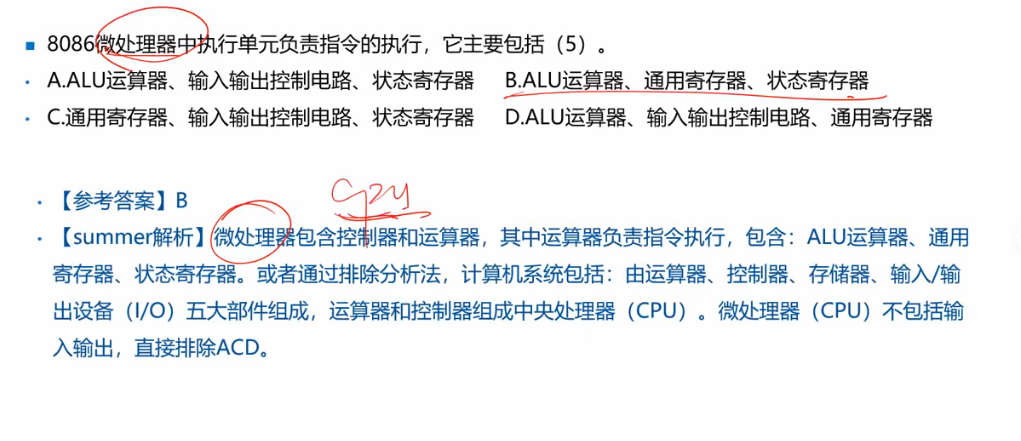 8086微处理器中执行单元负责指令的执行，它主要包括（5）。
A.ALU运算器、输入输出控制电路、状态寄存器 B.ALU运算器、通用寄存器、状态寄存器
C.通用寄存器、输入输出控制电路、状态寄存器 D.ALU运算器、输入输出控制电路、通用寄存器
【参考答案】B
【summer解析】微处理器包含控制器和运算器，其中运算器负责指令执行，包含：ALU运算器、通用
寄存器、状态寄存器。或者通过排除分析法，计算机系统包括：由运算器、控制器、存储器、输入/输
出设备（I/O）五大部件组成，运算器和控制器组成中央处理器（CPU）。微处理器（CPU）不包括输
入输出，直接排除ACD。